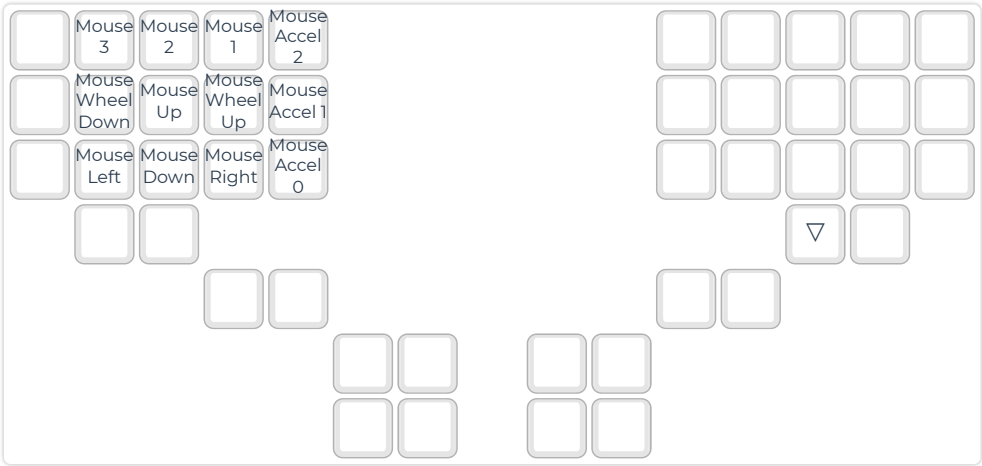 Mouse
3
Mouse
2
Mouse
1
Mouse
Accel
2
Mouse
Wheel
Down
Mouse
Up
Mouse
Wheel
Up
Mouse
Accel 1
Mouse
Left
Mouse
Down
Mouse
Right
Mouse
Accel
0
▽